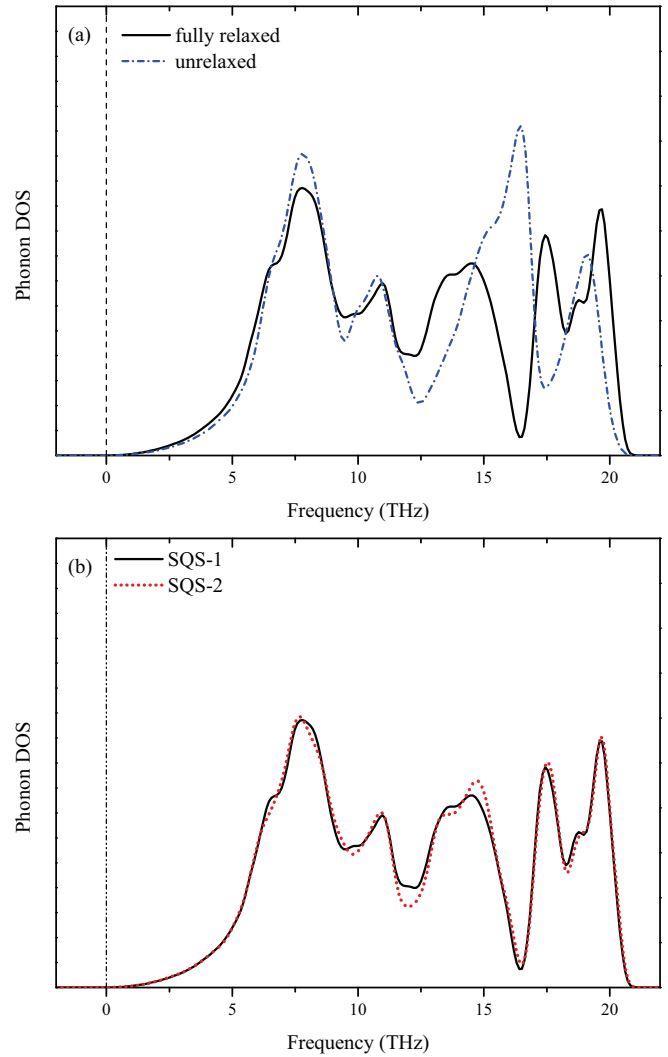 (a)
fully relaxed
unrelaxed
Phonon DOS
0 5 10 15 20
Frequency (THz)
(b)
SQS-1
SQS-2
Phonon DOS
0 5 10 15 20
Frequency (THz)